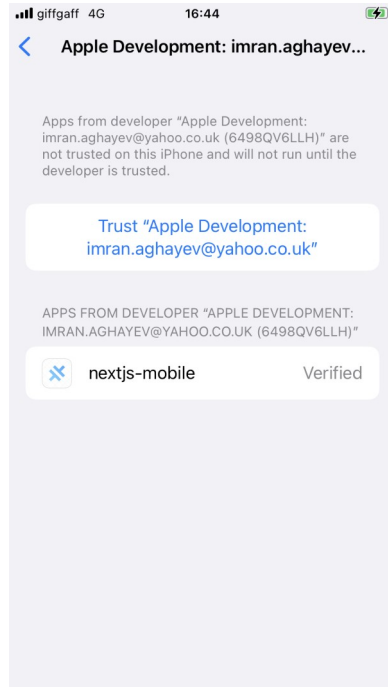 giffgaff 4G 16:44
Apple Development: imran.aghayev...
Apps from developer “Apple Development:
imran.aghayev@yahoo.co.uk (6498QV6LLH)” are
not trusted on this iPhone and will not run until the
developer is trusted.
Trust “Apple Development:
imran.aghayev@yahoo.co.uk”
APPS FROM DEVELOPER “APPLE DEVELOPMENT:
IMRAN.AGHAYEV@YAHOO.CO.UK (6498QV6LLH)”
nextjs-mobile Verified